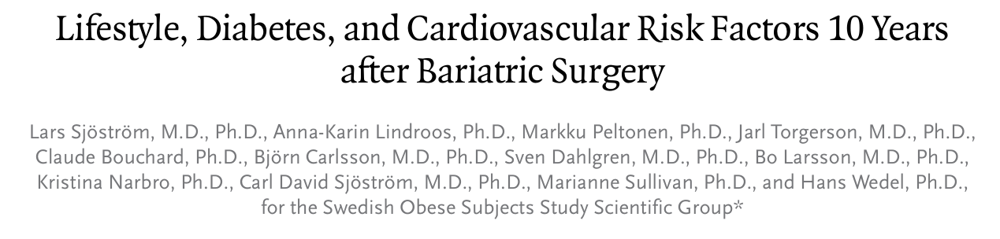 Lifestyle, Diabetes, and Cardiovascular Risk Factors 10 Years
after Bariatric Surgery
Lars Sjöström, M.D., Ph.D., Anna-Karin Lindroos, Ph.D., Markku Peltonen, Ph.D., Jarl Torgerson, M.D., Ph.D.,
Claude Bouchard, Ph.D., Björn Carlsson, M.D., Ph.D., Sven Dahlgren, M.D., Ph.D., Bo Larsson, M.D., Ph.D.,
Kristina Narbro, Ph.D., Carl David Sjöström, M.D., Ph.D., Marianne Sullivan, Ph.D., and Hans Wedel, Ph.D.,
for the Swedish Obese Subjects Study Scientific Group*